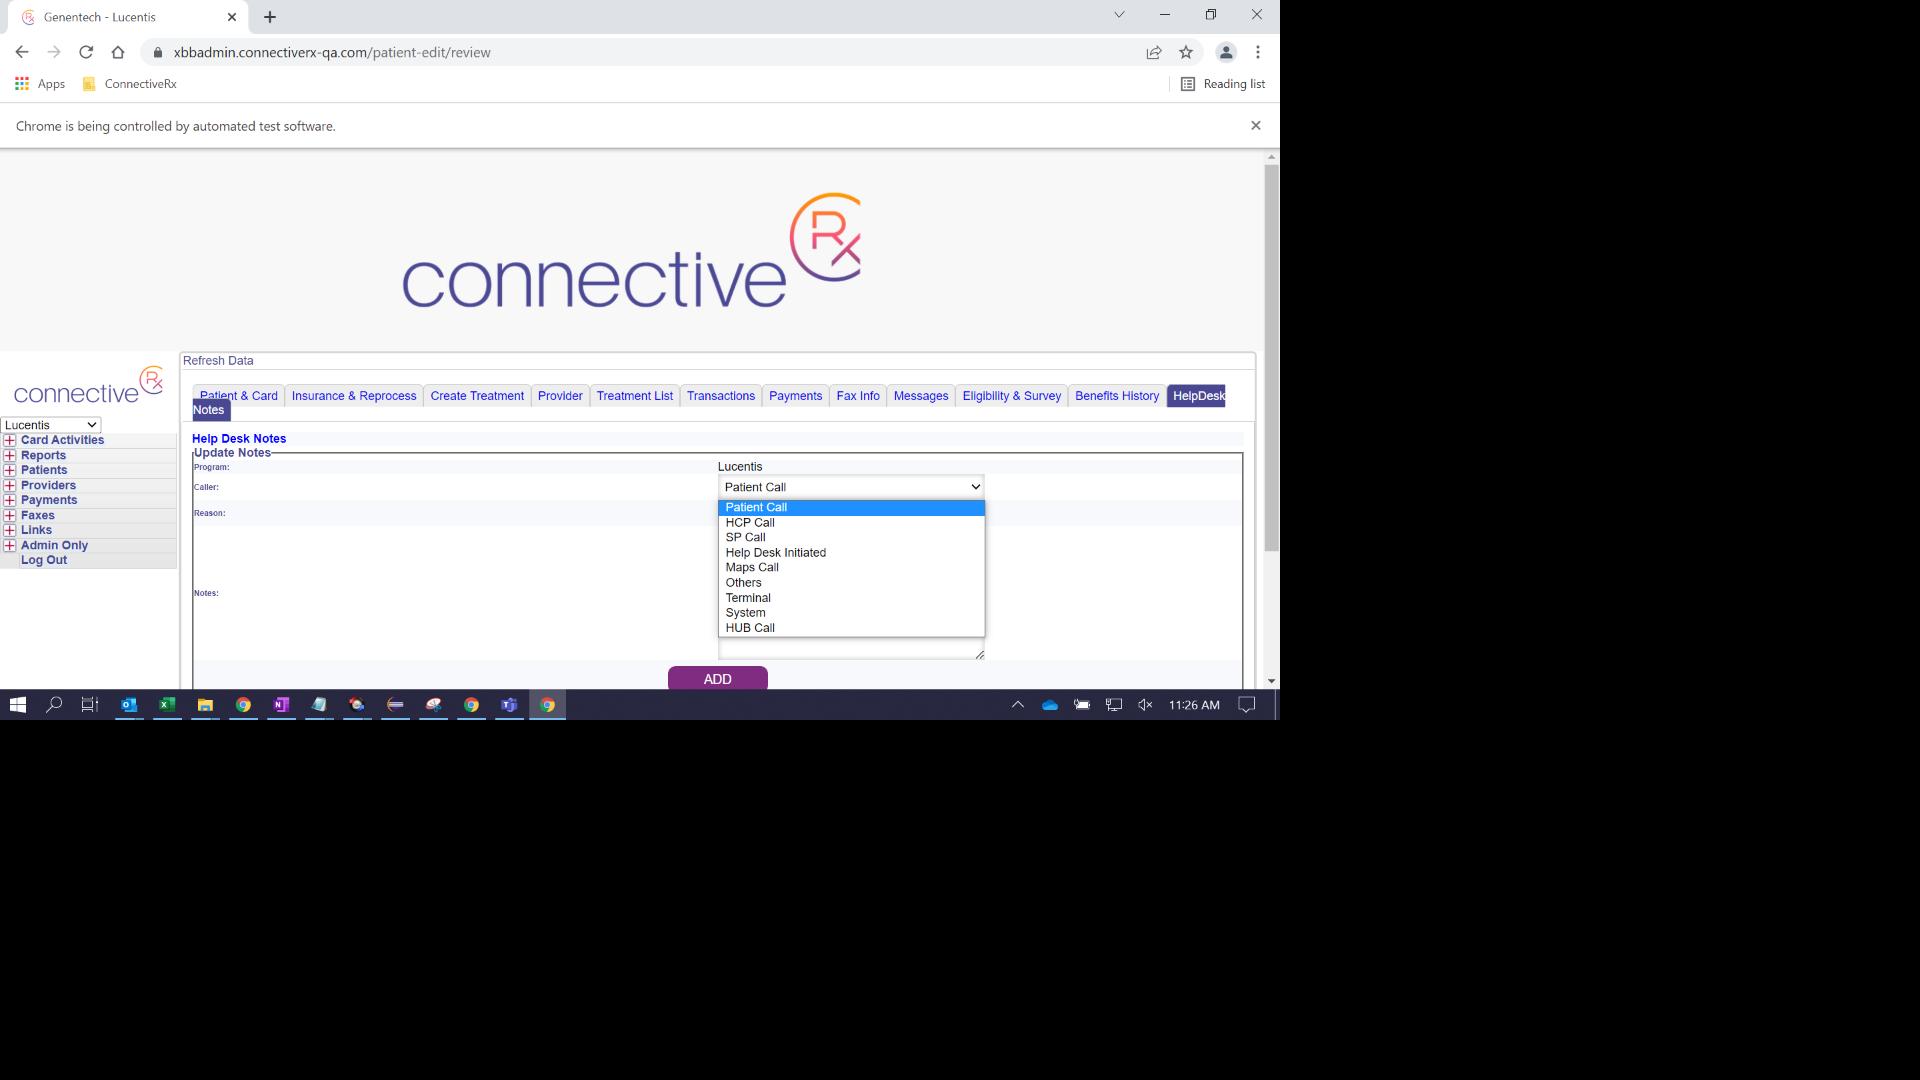 Genentech - Lucentis
xbbadmin.connectiverx-qa.com/patient-edit/review
Apps ConnectiveRx Reading list
Chrome is being controlled by automated test software.
connective Rx
connective Rx
Refresh Data
Patient & Card Insurance & Reprocess Create Treatment Provider Treatment List Transactions Payments Fax Info Messages Eligibility & Survey Benefits History HelpDesk
Notes
Lucentis
Card Activities
Reports
Patients
Providers
Payments
Faxes
Links
Admin Only
Log Out
Help Desk Notes
Update Notes
Program: Lucentis
Caller: Patient Call
Reason:
Patient Call
HCP Call
SP Call
Help Desk Initiated
Maps Call
Others
Terminal
System
HUB Call
Notes:
ADD
11:26 AM